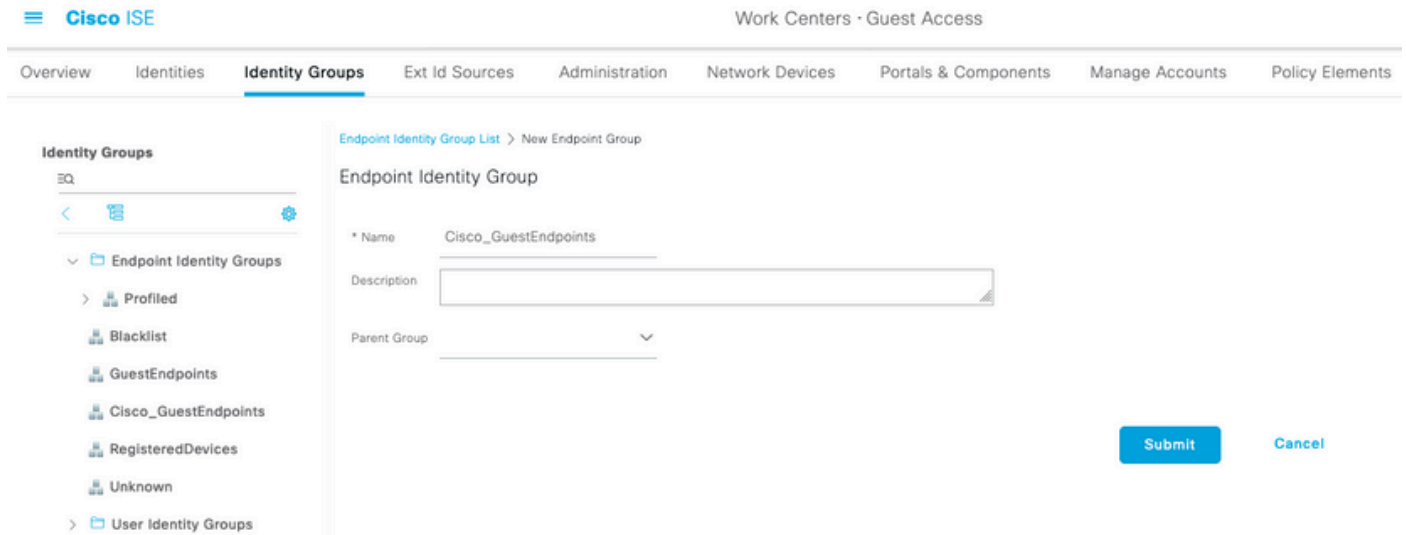 Cisco ISE
Work Centers · Guest Access
Overview Identities Identity Groups Ext Id Sources Administration Network Devices Portals & Components Manage Accounts Policy Elements
Identity Groups
Endpoint Identity Groups
Profiled
Blacklist
GuestEndpoints
Cisco_GuestEndpoints
RegisteredDevices
Unknown
User Identity Groups
Endpoint Identity Group List > New Endpoint Group
Endpoint Identity Group
* Name Cisco_GuestEndpoints
Description
Parent Group
Submit Cancel